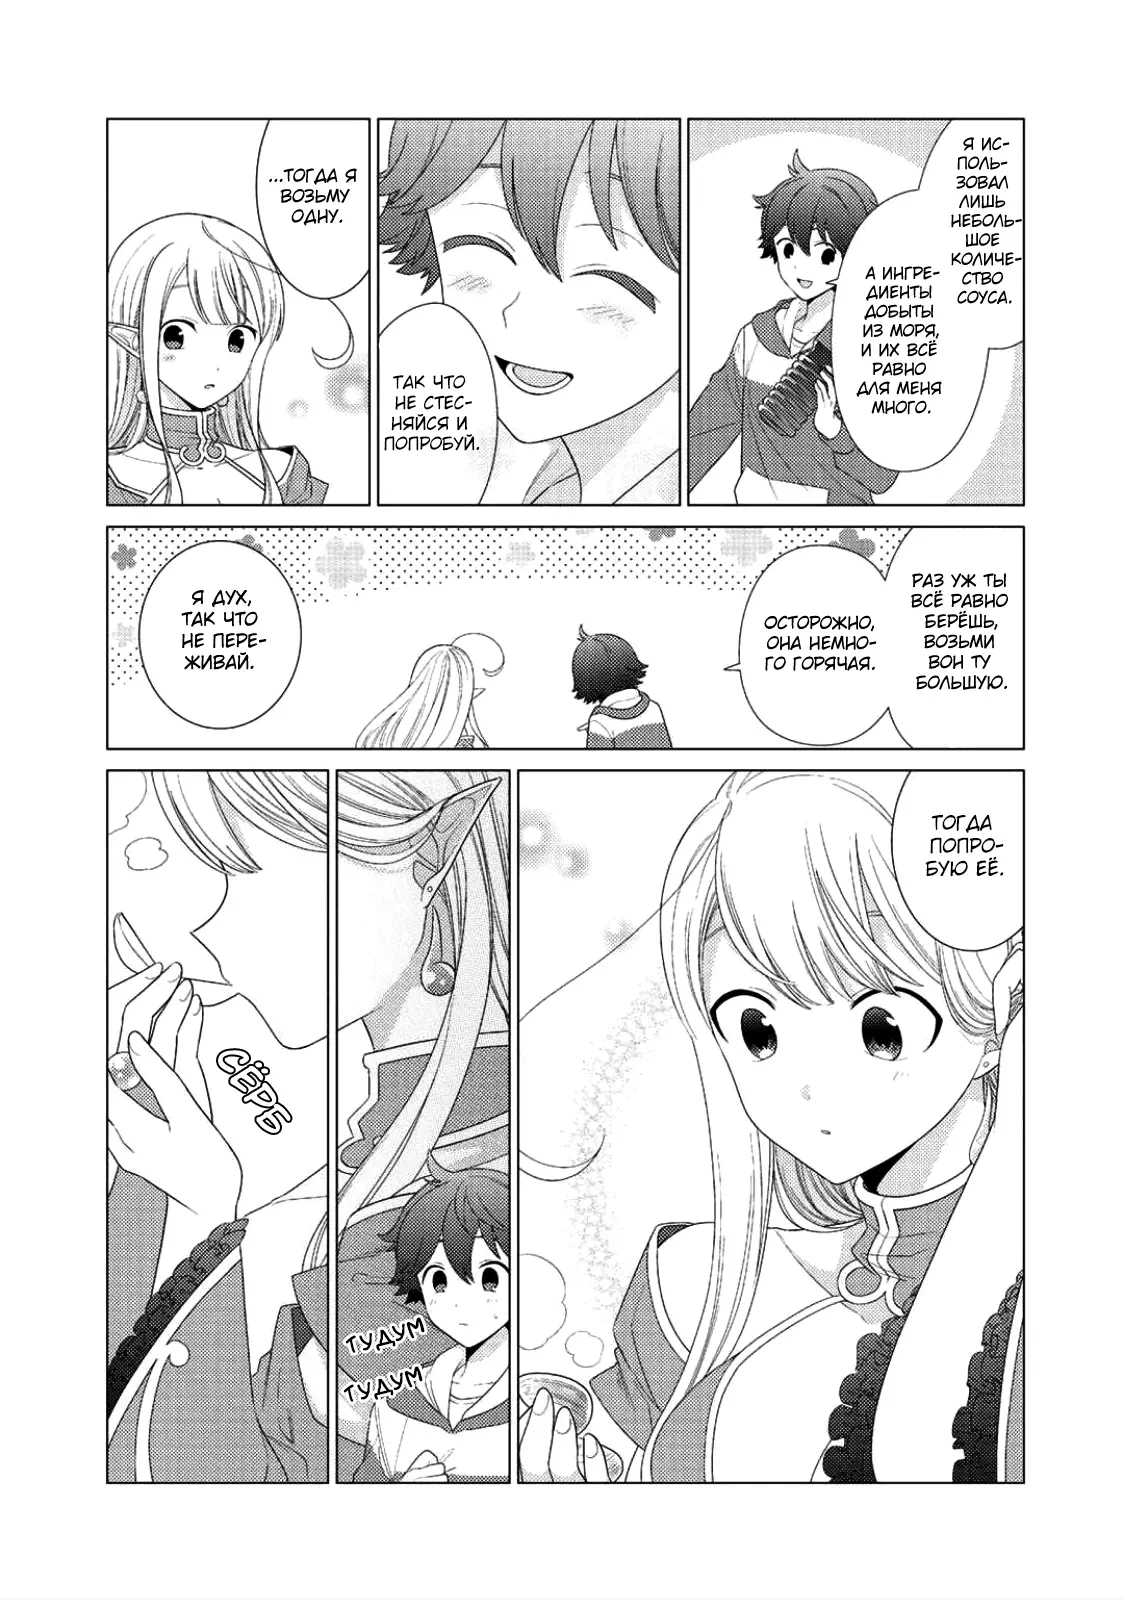 Я ИС-
ПОЛЬ-
ЗОВАЛ
ЛИШЬ
НЕБОЛЬ-
ШОЕ
КОЛИЧЕ-
СТВО
СОУСА.
А ИНГРЕ-
ДИЕНТЫ
ДОБЫТЫ
ИЗ МОРЯ,
И ИХ ВСЁ
РАВНО
ДЛЯ МЕНЯ
МНОГО.
ТАК ЧТО
НЕ СТЕС-
НЯЙСЯ И
ПОПРОБУЙ.
...ТОГДА Я
ВОЗЬМУ
ОДНУ.
РАЗ УЖ ТЫ
ВСЁ РАВНО
БЕРЁШЬ,
ВОЗЬМИ
ВОН ТУ
БОЛЬШУЮ.
ОСТОРОЖНО,
ОНА НЕМНО-
ГО ГОРЯЧАЯ.
Я ДУХ,
ТАК ЧТО
НЕ ПЕРЕ-
ЖИВАЙ.
ТОГДА
ПОПРО-
БУЮ ЕЁ.
ТУДУМ
ТУДУМ
СЁРБ